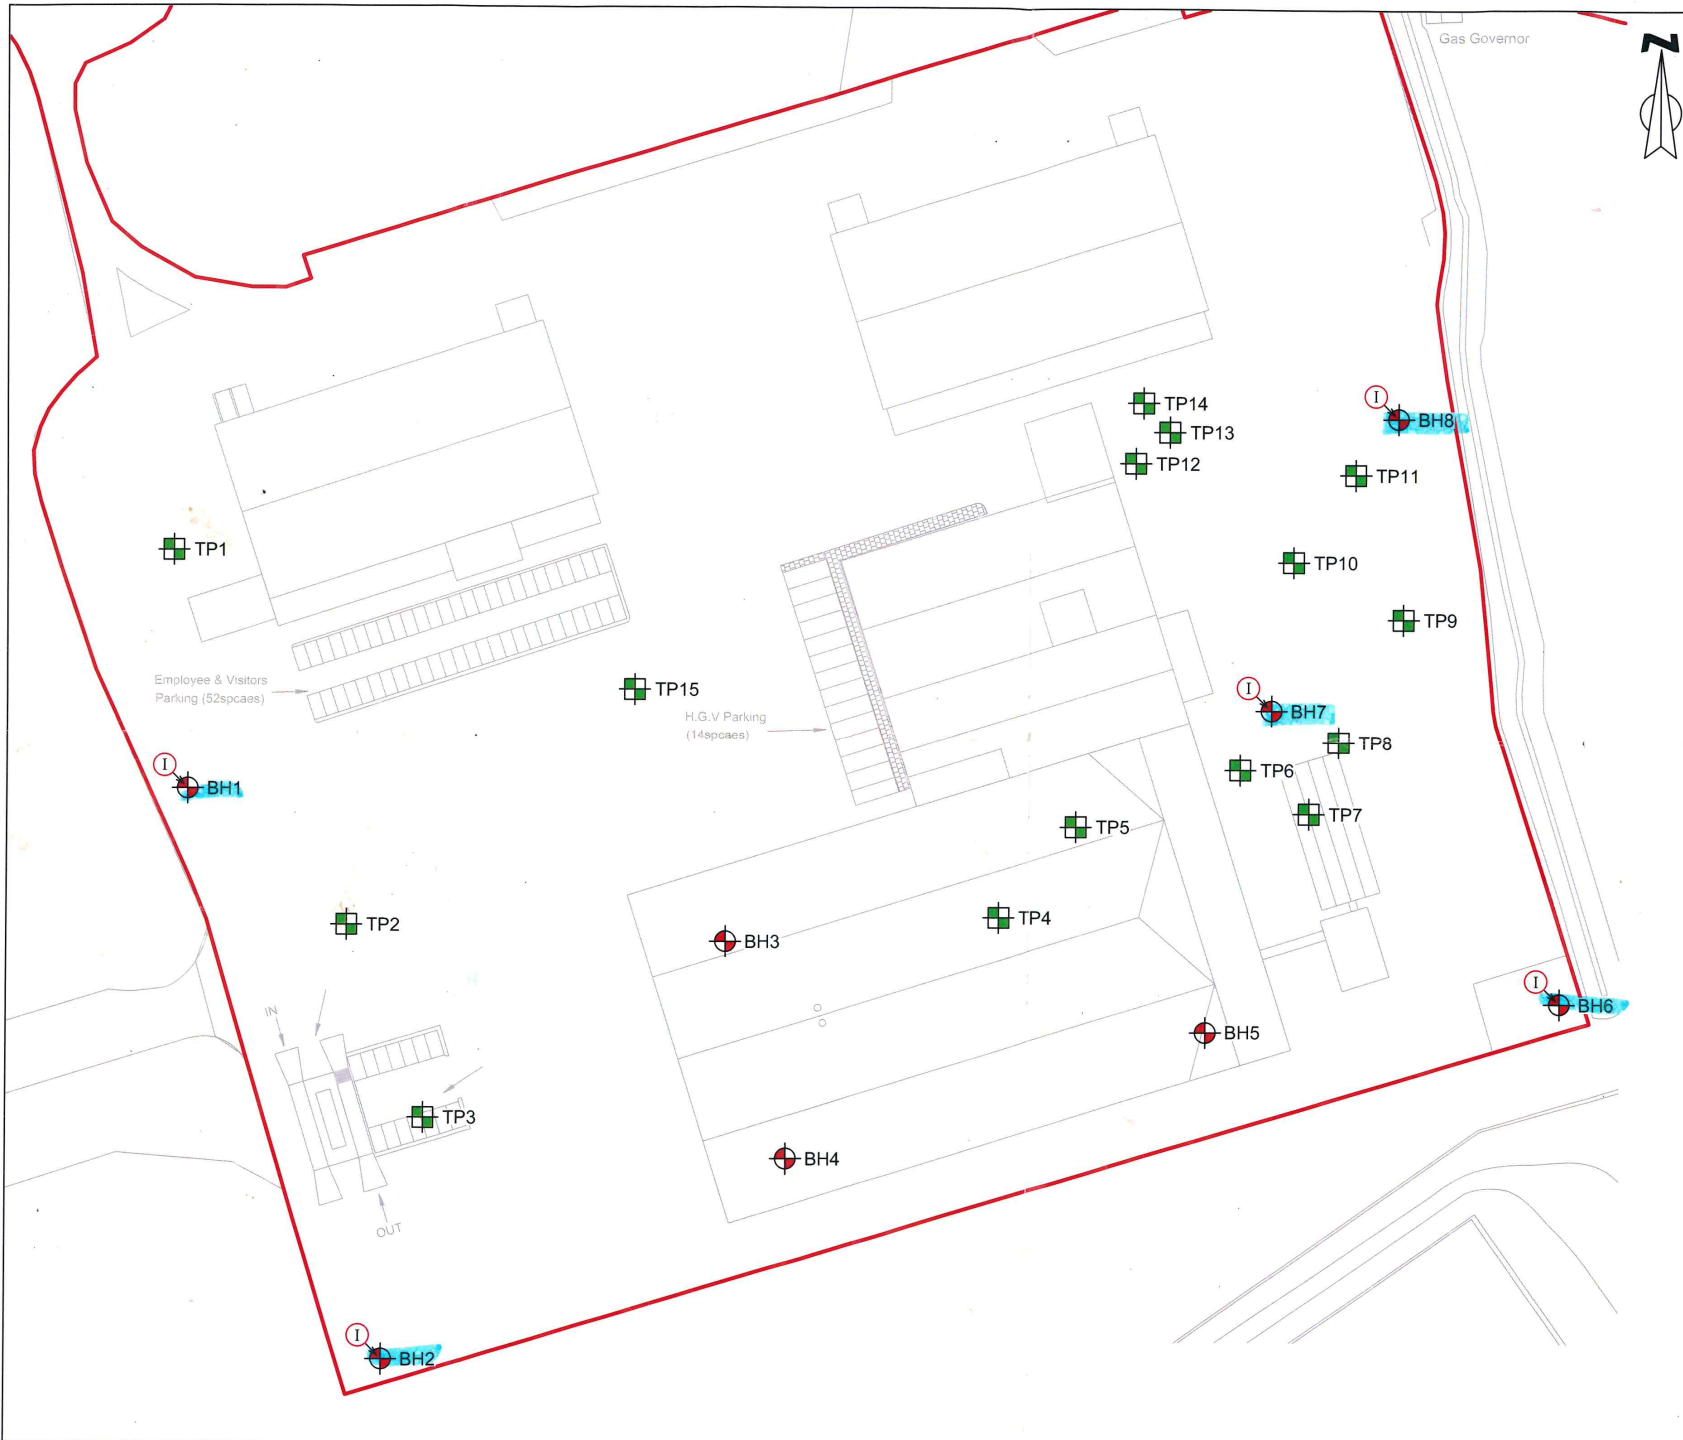 Gas Governor
N
I
BH8
TP14
TP13
TP12
TP11
TP1
TP10
TP9
Employee & Visitors
Parking (52spcaes)
TP15
H.G.V Parking
(14spcaes)
I
BH7
TP8
I
BH1
TP6
TP7
TP5
TP2
TP4
BH3
I
BH6
IN
BH5
TP3
BH4
OUT
I
BH2